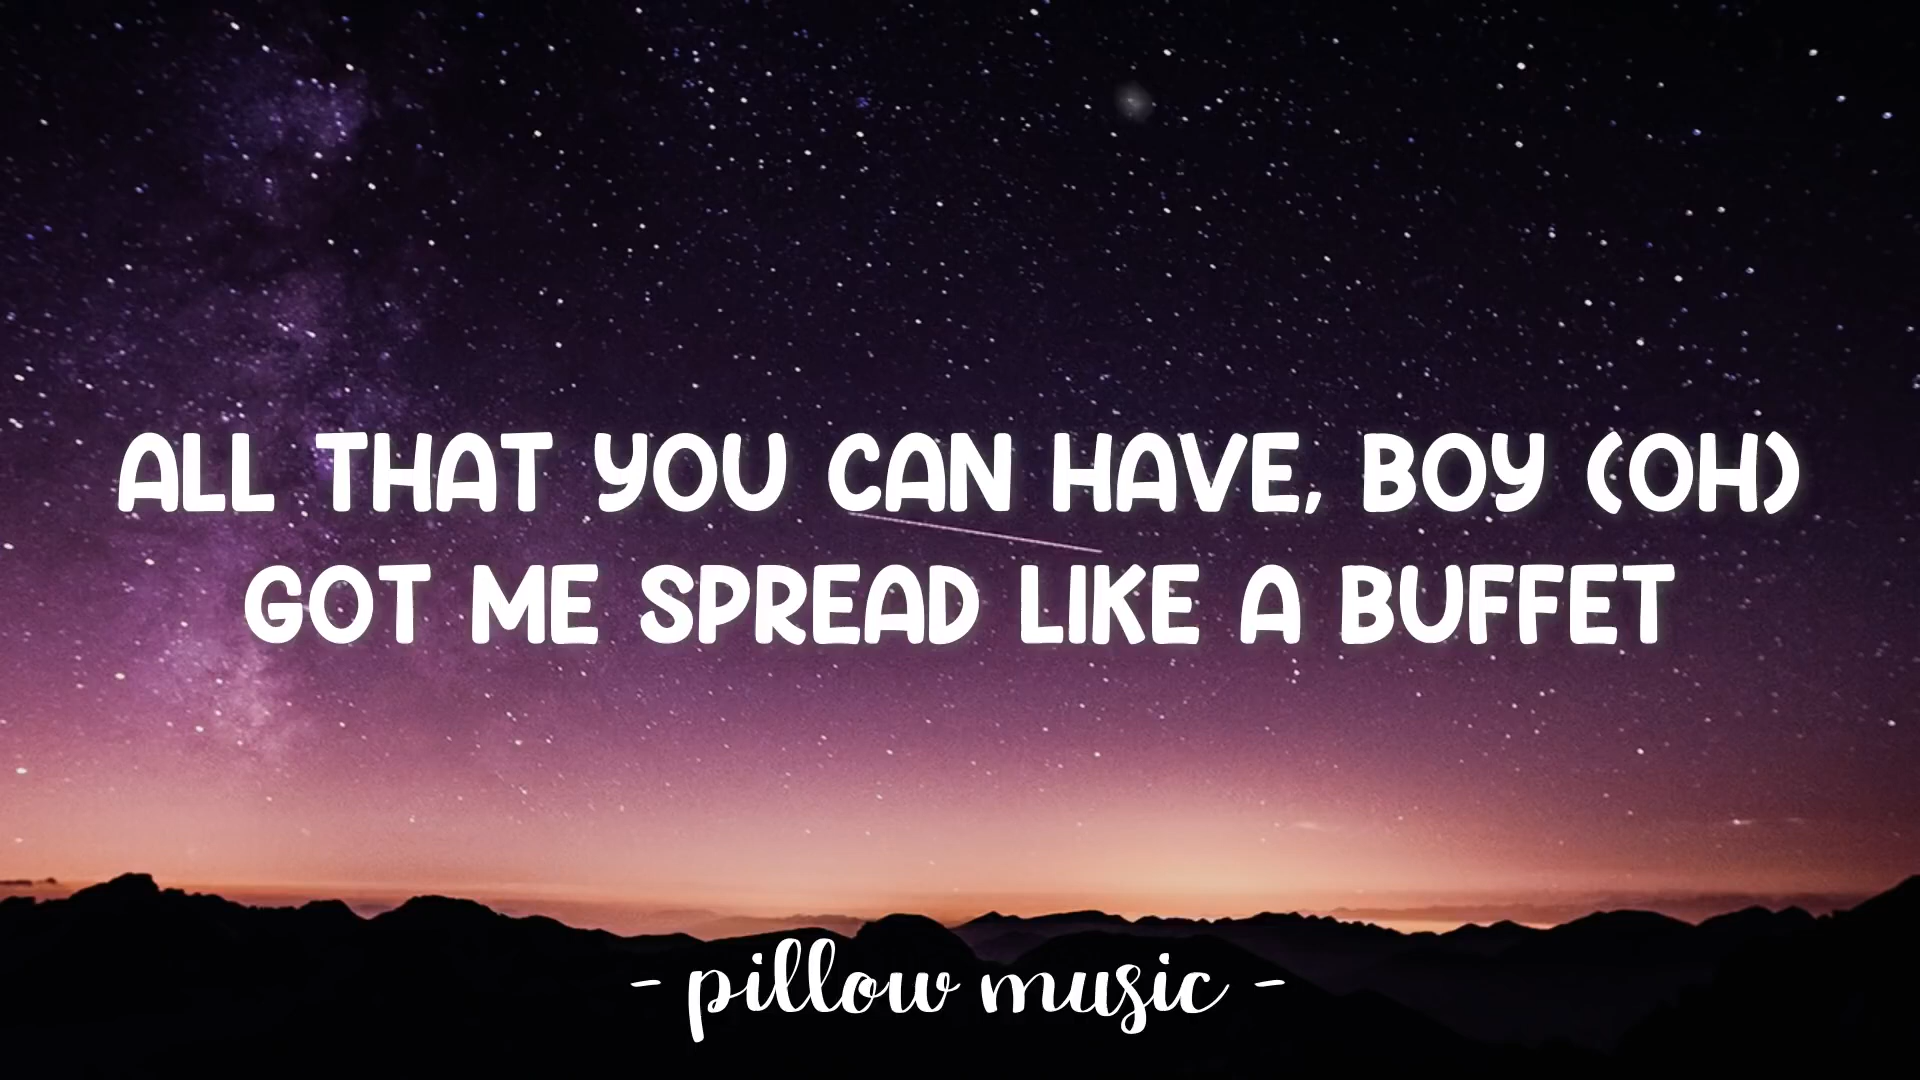 ALL THAT YOU CAN HAVE, BOY (OH)
GOT ME SPREAD LIKE A BUFFET
- pillow music -